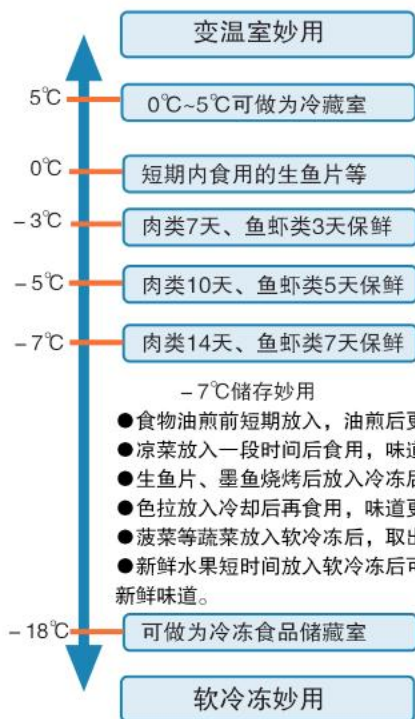 变温室妙用
5℃ 0℃~5℃可做为冷藏室
0℃ 短期内食用的生鱼片等
-3℃ 肉类7天、鱼虾类3天保鲜
-5℃ 肉类10天、鱼虾类5天保鲜
-7℃ 肉类14天、鱼虾类7天保鲜
-7℃储存妙用
●食物油煎前短期放入，油煎后更
●凉菜放入一段时间后食用，味道
●生鱼片、墨鱼烧烤后放入冷冻后
●色拉放入冷却后再食用，味道更
●菠菜等蔬菜放入软冷冻后，取出
●新鲜水果短时间放入软冷冻后可
新鲜味道。
-18℃ 可做为冷冻食品储藏室
软冷冻妙用